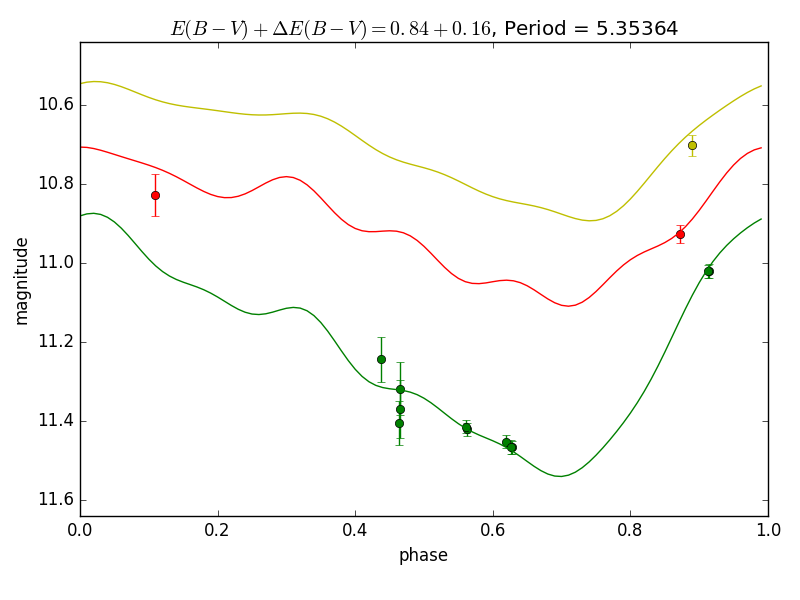 E(B − V) + ΔE(B − V) = 0.84 + 0.16, Period = 5.35364
10.6
10.8
11.0
11.2
11.4
11.6
magnitude
0.0 0.2 0.4 0.6 0.8 1.0
phase